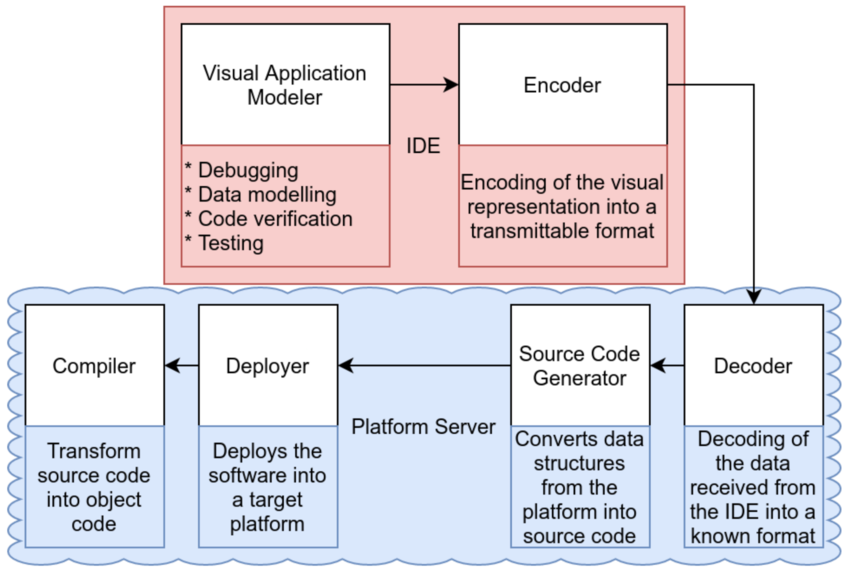 Visual Application
Modeler
Encoder
IDE
* Debugging
* Data modelling
* Code verification
* Testing
Encoding of the visual
representation into a
transmittable format
Compiler
Deployer
Source Code
Generator
Decoder
Platform Server
Transform
source code
into object
code
Deploys the
software into
a target
platform
Converts data
structures
from the
platform into
source code
Decoding of
the data
received from
the IDE into a
known format